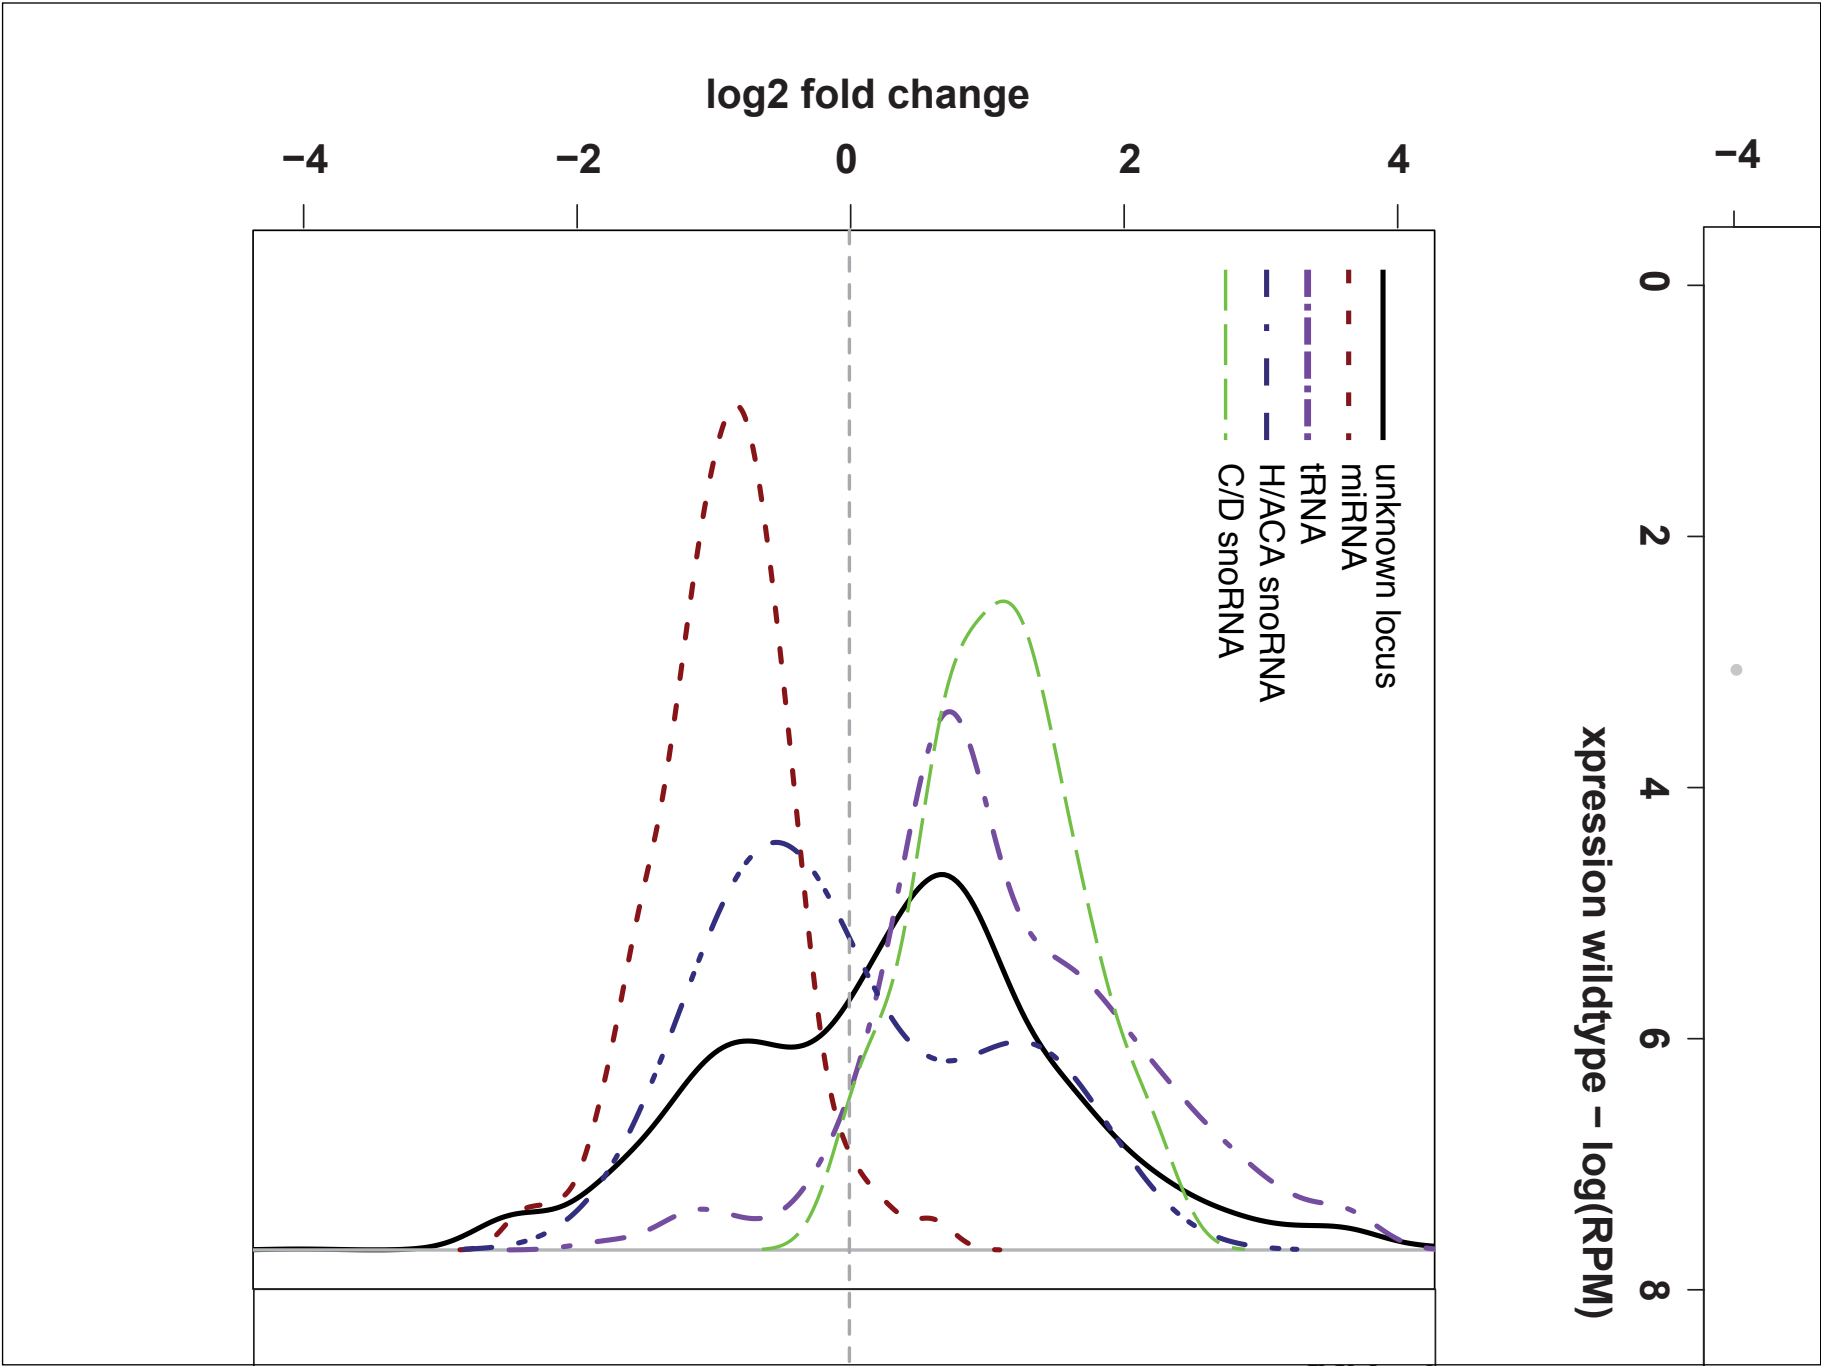 log2 fold change
−4 −2 0 2 4
−4
unknown locus
miRNA
tRNA
H/ACA snoRNA
C/D snoRNA
0 2 4 6 8
xpression wildtype − log(RPM)